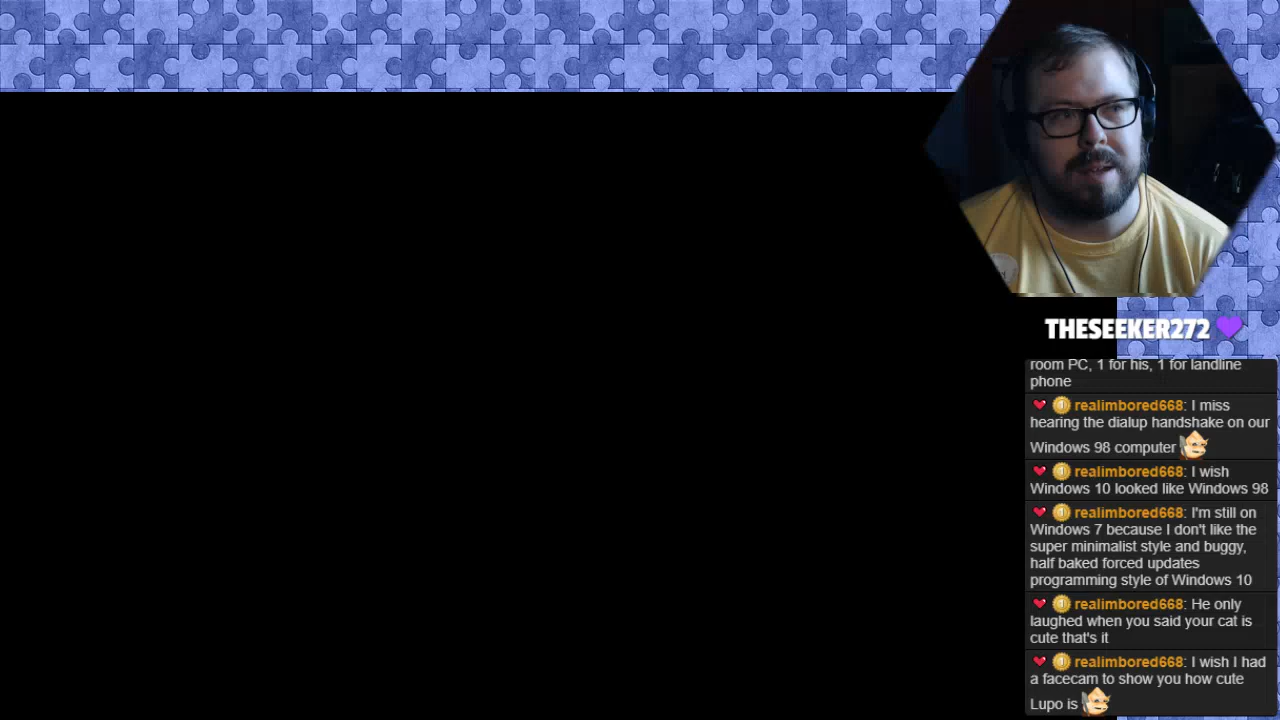 THESEEKER272
room PC, 1 for his, 1 for landline
phone
realimbored668: I miss
hearing the dialup handshake on our
Windows 98 computer
realimbored668: I wish
Windows 10 looked like Windows 98
realimbored668: I'm still on
Windows 7 because I don't like the
super minimalist style and buggy,
half baked forced updates
programming style of Windows 10
realimbored668: He only
laughed when you said your cat is
cute that's it
realimbored668: I wish I had
a facecam to show you how cute
Lupo is